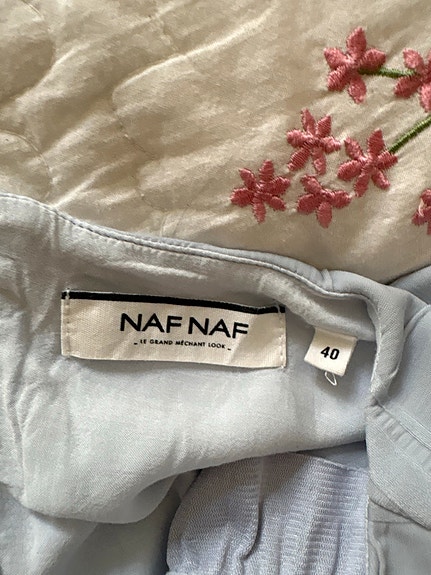 NAF NAF
_ LE GRAND MÉCHANT LOOK _
40